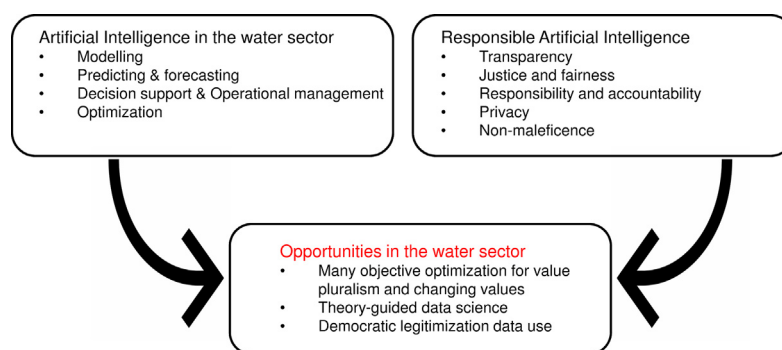 Artificial Intelligence in the water sector
• Modelling
• Predicting & forecasting
• Decision support & Operational management
• Optimization
Responsible Artificial Intelligence
• Transparency
• Justice and fairness
• Responsibility and accountability
• Privacy
• Non-maleficence
Opportunities in the water sector
• Many objective optimization for value
pluralism and changing values
• Theory-guided data science
• Democratic legitimization data use